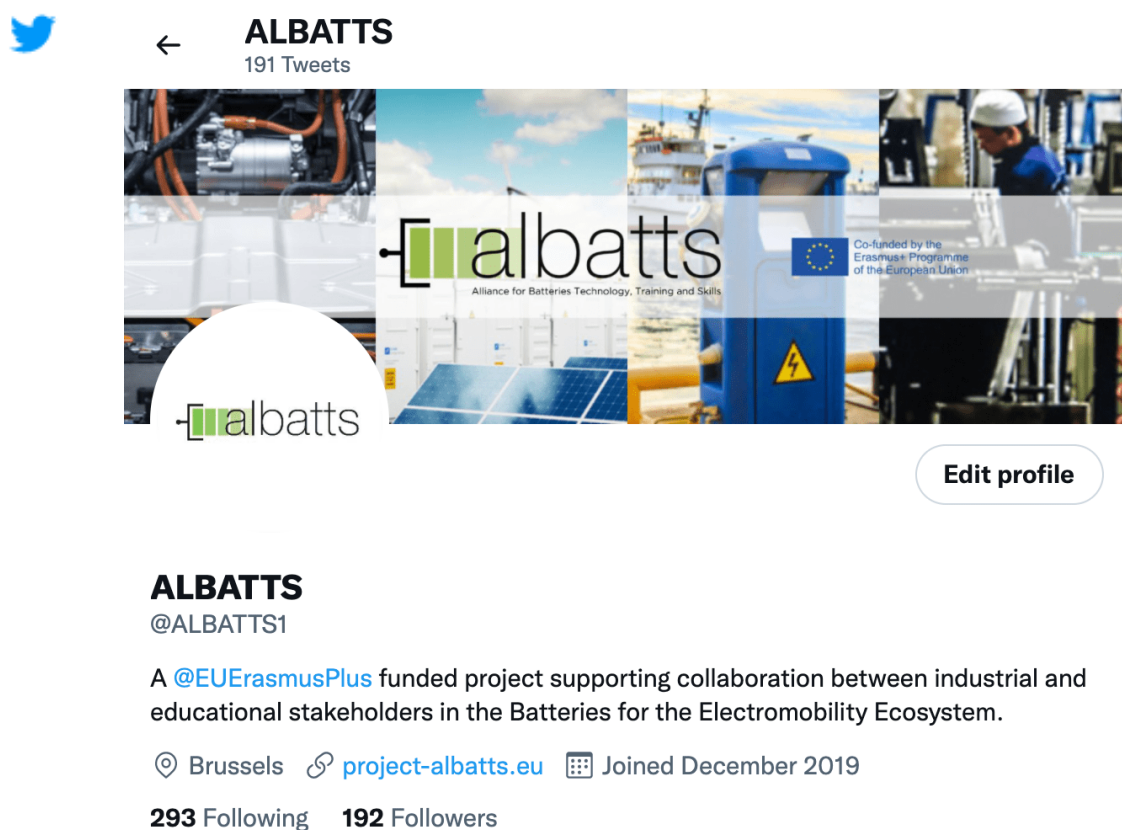 ALBATTS
191 Tweets
albatts
Alliance for Batteries Technology, Training and Skills
Co-funded by the
Erasmus+ Programme
of the European Union
albatts
Edit profile
ALBATTS
@ALBATTS1
A @EUErasmusPlus funded project supporting collaboration between industrial and
educational stakeholders in the Batteries for the Electromobility Ecosystem.
Brussels project-albatts.eu Joined December 2019
293 Following 192 Followers